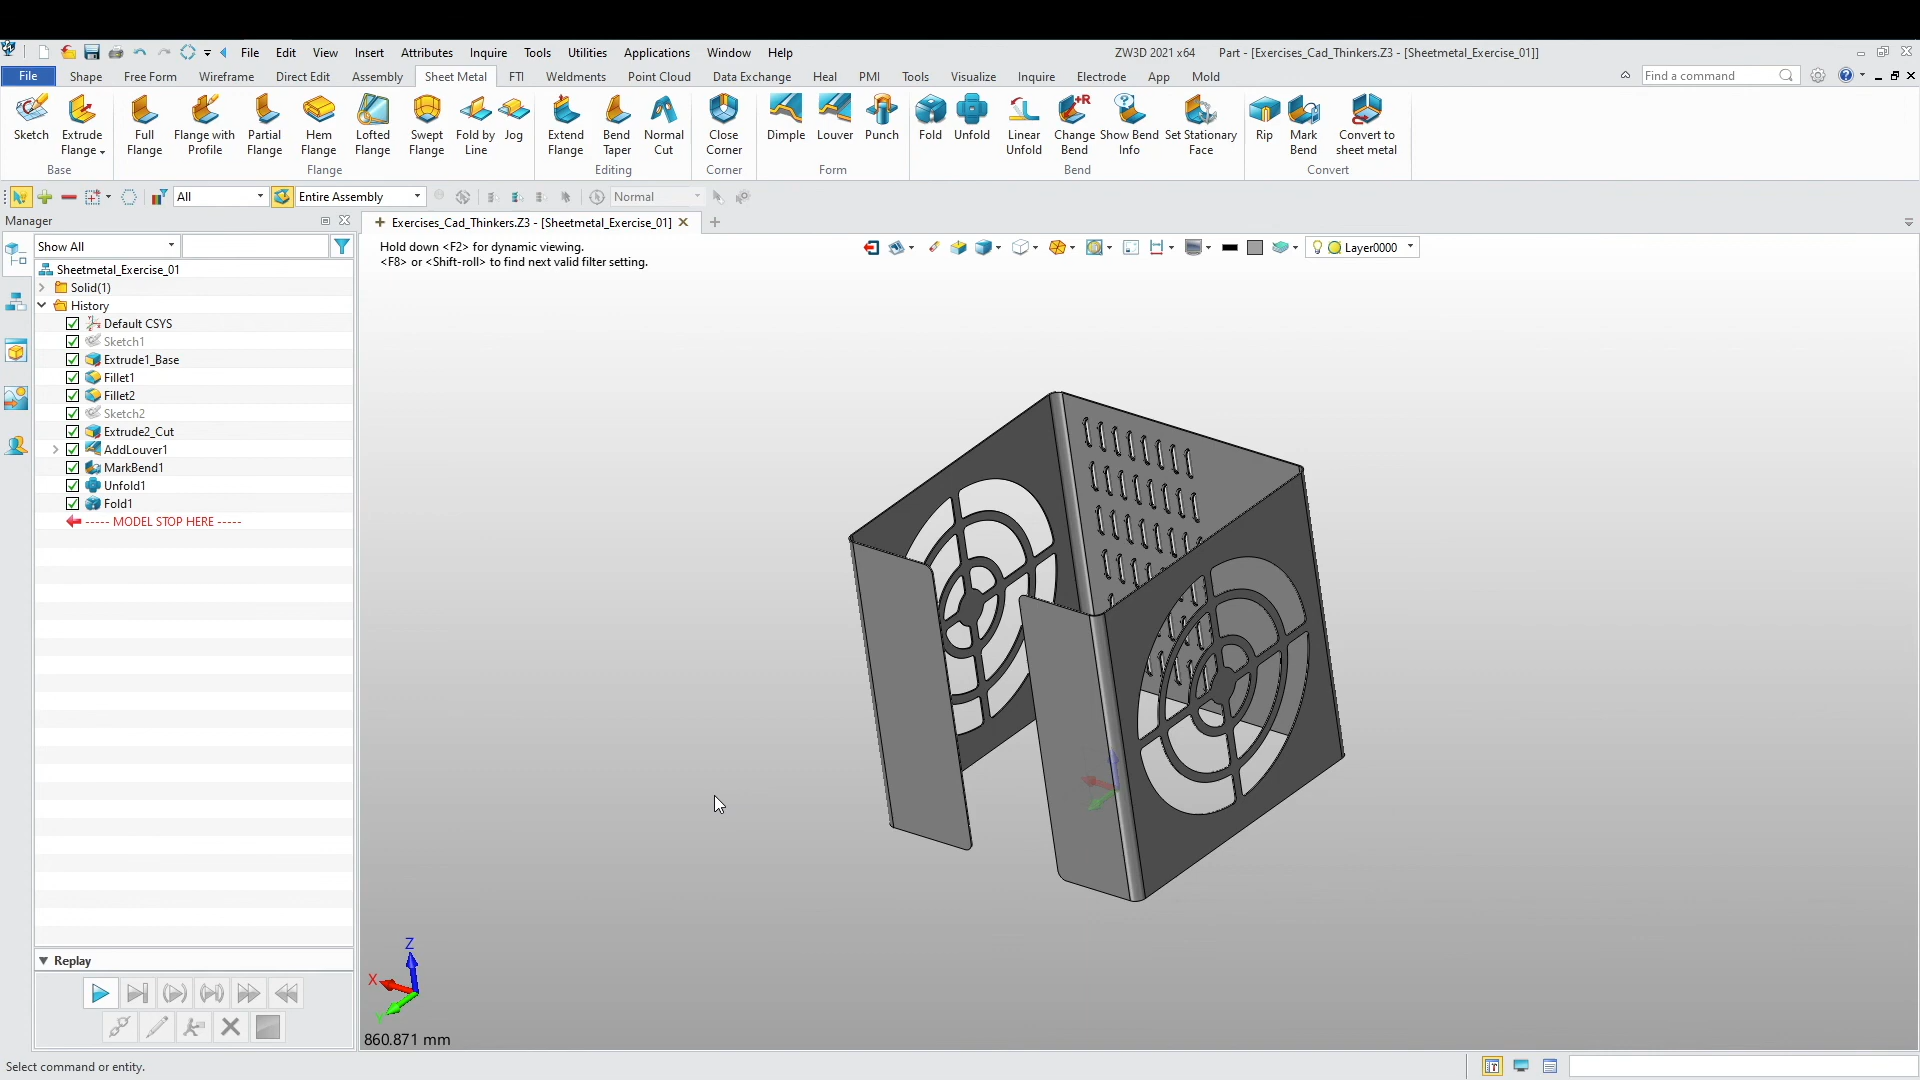 File Edit View Insert Attributes Inquire Tools Utilities Applications Window Help
ZW3D 2021 x64 Part - [Exercises_Cad_Thinkers.Z3 - [Sheetmetal_Exercise_01]]
File Shape Free Form Wireframe Direct Edit Assembly Sheet Metal FTI Weldments Point Cloud Data Exchange Heal PMI Tools Visualize Inquire Electrode App Mold
Find a command
Sketch Extrude Flange
Full Flange Flange with Profile Partial Flange Hem Flange Lofted Flange Swept Flange Fold by Line Jog
Extend Flange Bend Taper Normal Cut
Close Corner
Dimple Louver Punch
Fold Unfold Linear Unfold Change Bend Show Bend Info Set Stationary Face
Rip Mark Bend Convert to sheet metal
Base Flange Editing Corner Form Bend Convert
All Entire Assembly Normal
Manager
Exercises_Cad_Thinkers.Z3 - [Sheetmetal_Exercise_01]
Show All
Hold down <F2> for dynamic viewing.
<F8> or <Shift-roll> to find next valid filter setting.
Layer0000
Sheetmetal_Exercise_01
Solid(1)
History
Default CSYS
Sketch1
Extrude1_Base
Fillet1
Fillet2
Sketch2
Extrude2_Cut
AddLouver1
MarkBend1
Unfold1
Fold1
----- MODEL STOP HERE -----
Replay
Z
X
Y
860.871 mm
Select command or entity.